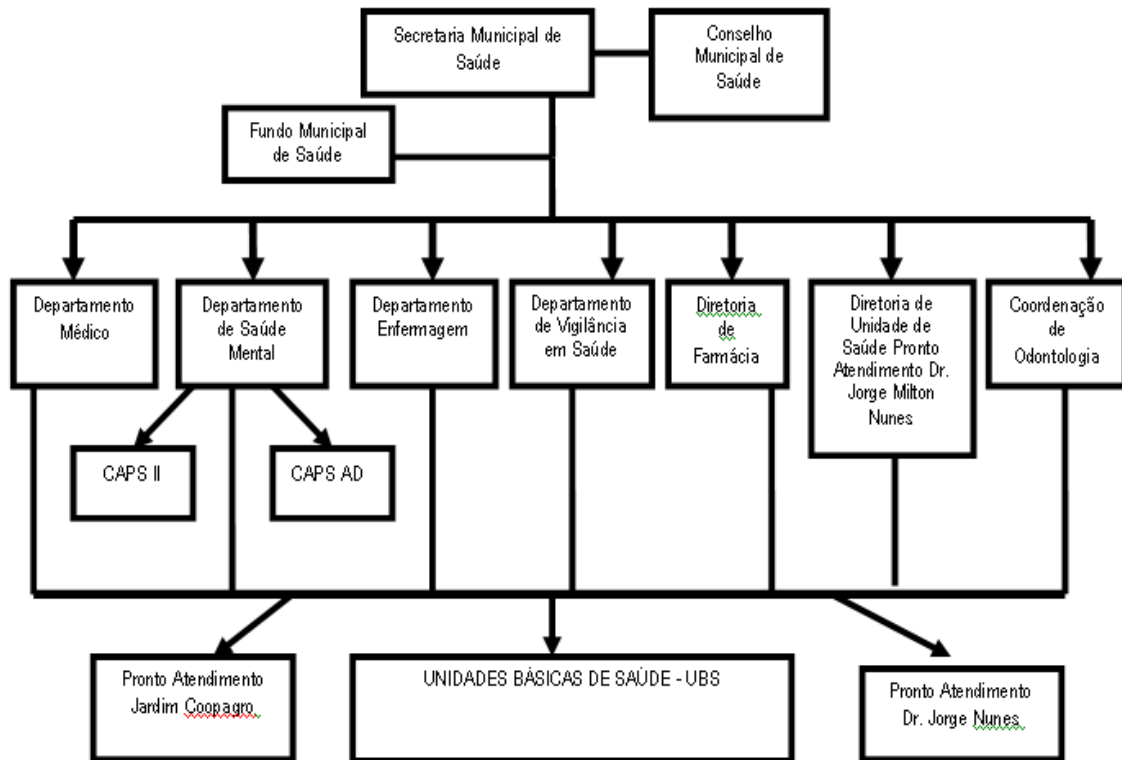 Secretaria Municipal de
Saúde
Conselho
Municipal de
Saúde
Fundo Municipal
de Saúde
Departamento
Médico
Departamento
de Saúde
Mental
Departamento
Enfermagem
Departamento
de Vigilância
em Saúde
Diretoria
de
Farmácia
Diretoria de
Unidade de
Saúde Pronto
Atendimento Dr.
Jorge Milton
Nunes
Coordenação
de
Odontologia
CAPS II
CAPS AD
Pronto Atendimento
Jardim Coopagro
UNIDADES BÁSICAS DE SAÚDE - UBS
Pronto Atendimento
Dr. Jorge Nunes